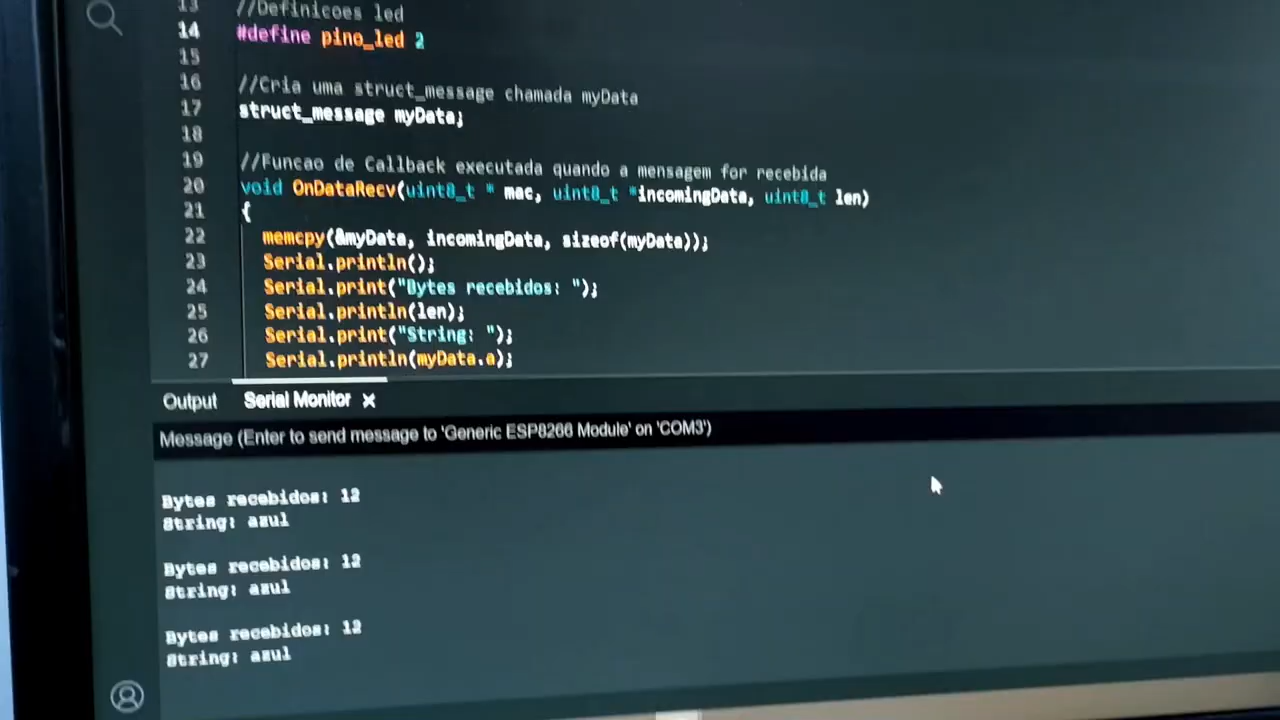 13 //Definicoes led
14 #define pino_led 2
15
16 //Cria uma struct_message chamada myData
17 struct_message myData;
18
19 //Funcao de Callback executada quando a mensagem for recebida
20 void OnDataRecv(uint8_t * mac, uint8_t *incomingData, uint8_t len)
21 {
22 memcpy(&myData, incomingData, sizeof(myData));
23 Serial.println();
24 Serial.print("Bytes recebidos: ");
25 Serial.println(len);
26 Serial.print("String: ");
27 Serial.println(myData.a);
Output Serial Monitor x
Message (Enter to send message to 'Generic ESP8266 Module' on 'COM3')
Bytes recebidos: 12
String: azul
Bytes recebidos: 12
String: azul
Bytes recebidos: 12
String: azul